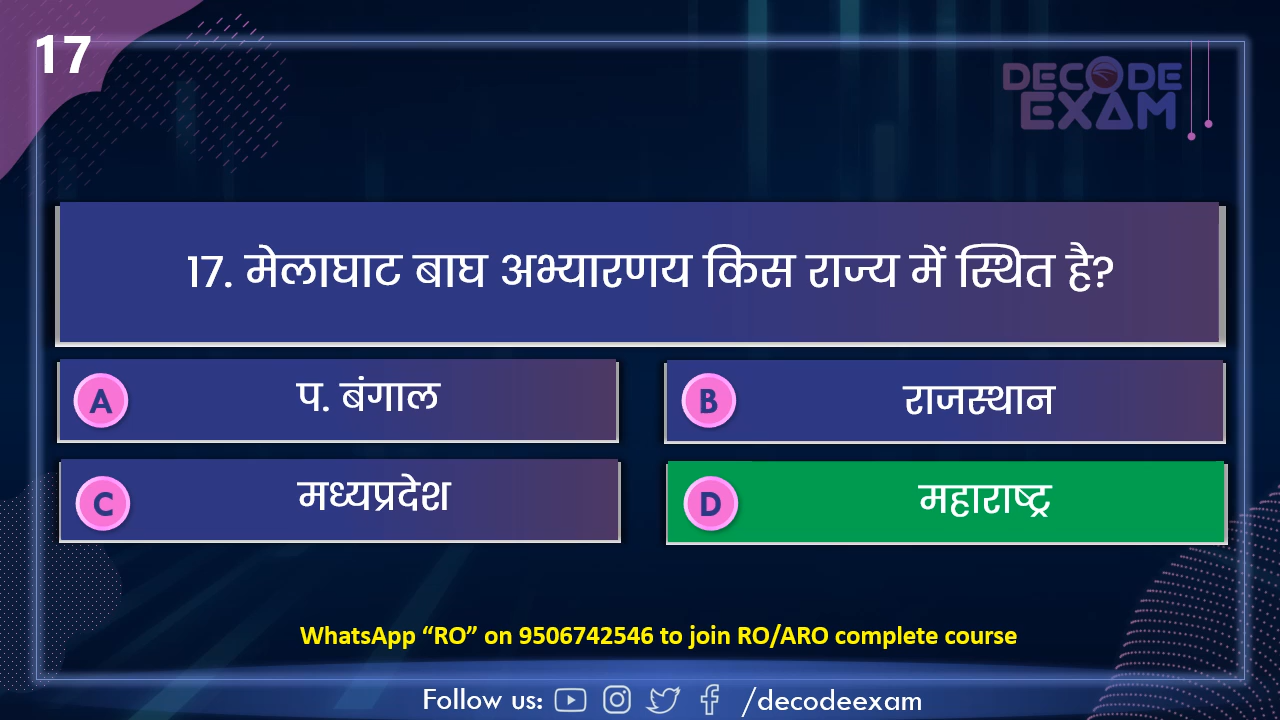 17
DECODE
EXAM
17. मेलाघाट बाघ अभ्यारणय किस राज्य में स्थित है?
A प. बंगाल
B राजस्थान
C मध्यप्रदेश
D महाराष्ट्र
WhatsApp “RO” on 9506742546 to join RO/ARO complete course
Follow us: /decodeexam